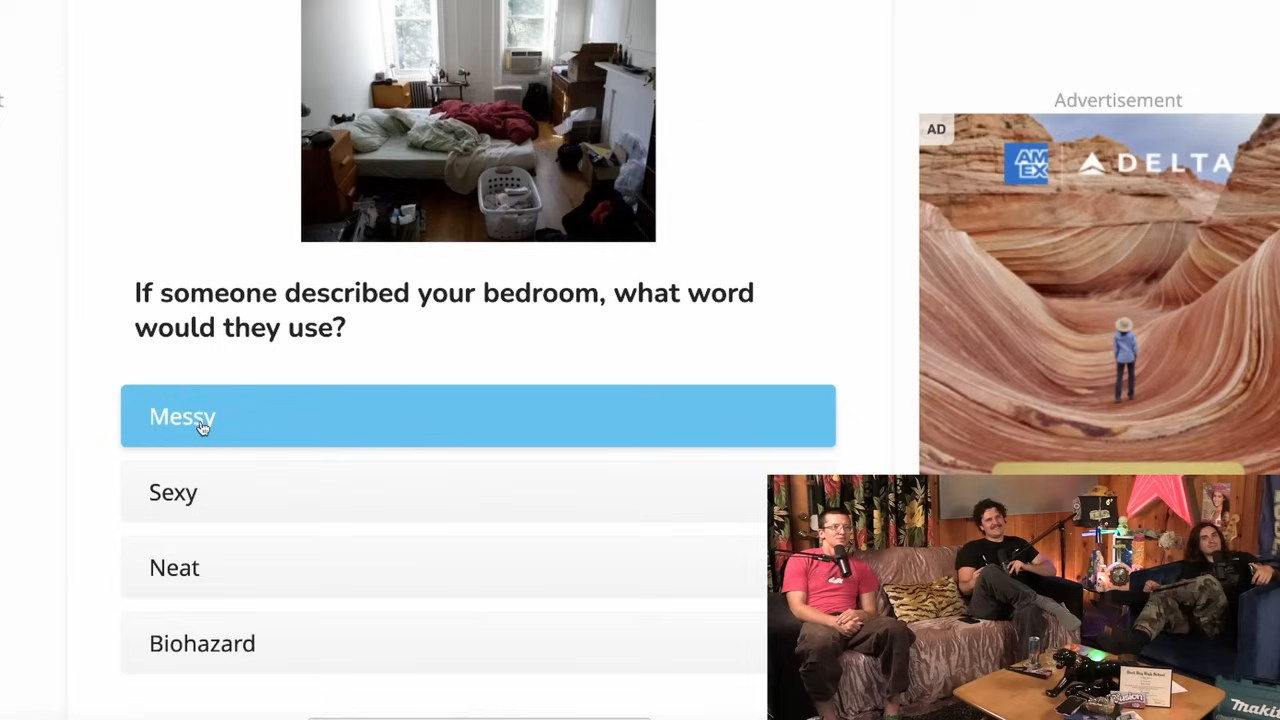 t
Advertisement
AD
AM
EX
DELTA
If someone described your bedroom, what word
would they use?
Messy
Sexy
Neat
Biohazard
Makita